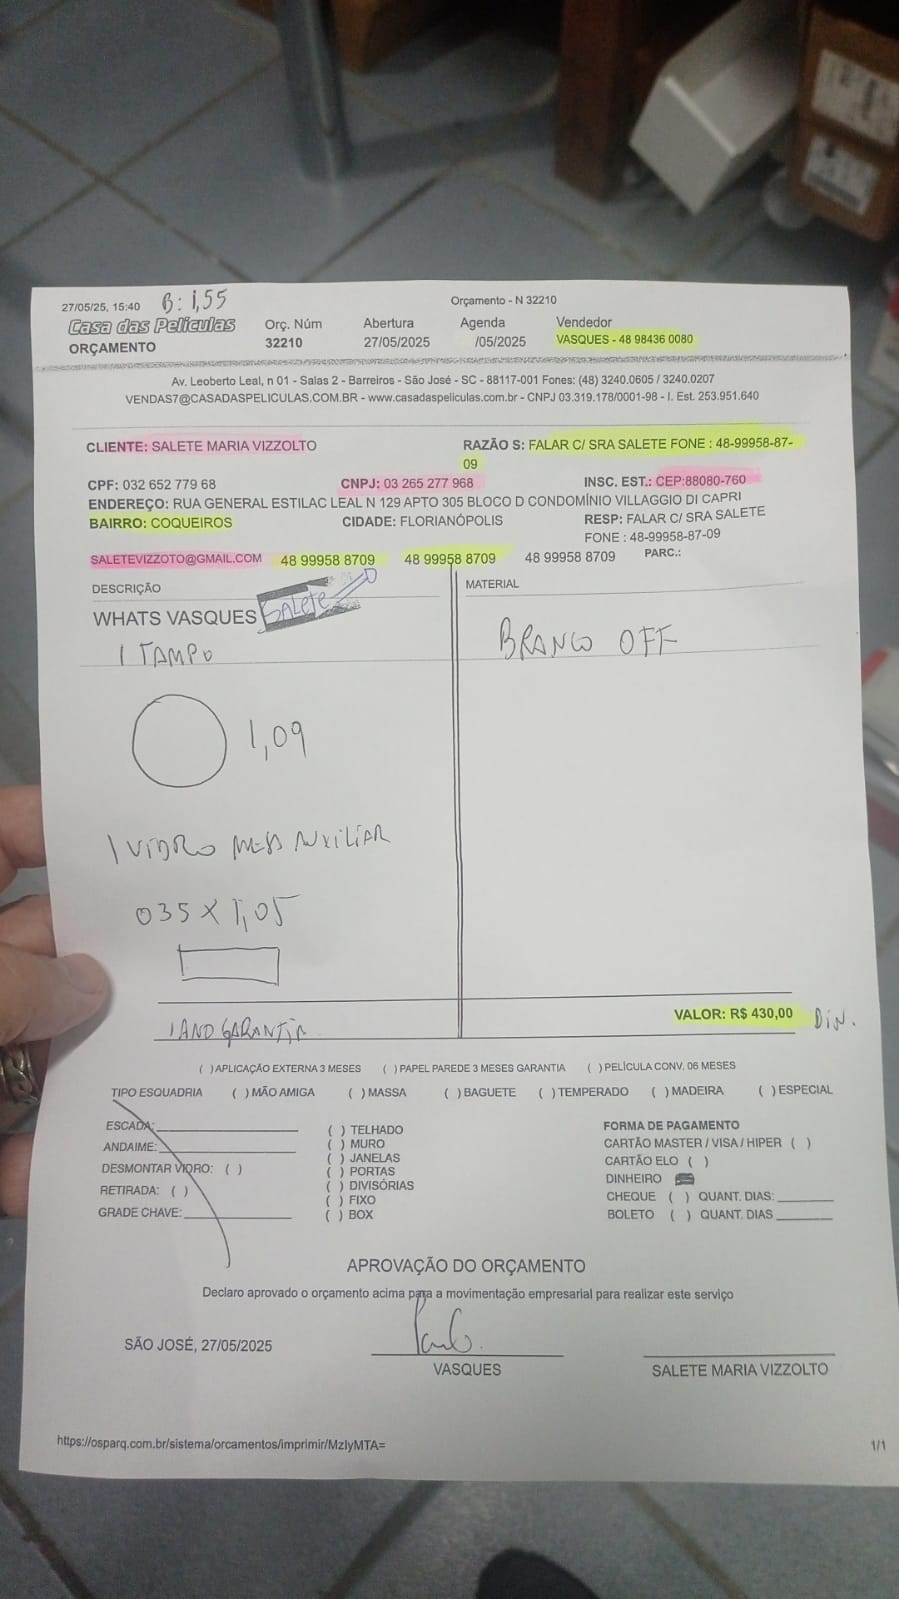 27/05/25, 15:40 B: 1,55 Orçamento - N 32210
Casa das Películas Orç. Núm Abertura Agenda Vendedor
ORÇAMENTO 32210 27/05/2025 /05/2025 VASQUES - 48 98436 0080
Av. Leoberto Leal, n 01 - Salas 2 - Barreiros - São José - SC - 88117-001 Fones: (48) 3240.0605 / 3240.0207
VENDAS7@CASADASPELICULAS.COM.BR - www.casadaspeliculas.com.br - CNPJ 03.319.178/0001-98 - I. Est. 253.951.640
CLIENTE: SALETE MARIA VIZZOLTO RAZÃO S: FALAR C/ SRA SALETE FONE : 48-99958-87-
09
CPF: 032 652 779 68 CNPJ: 03 265 277 968 INSC. EST.: CEP:88080-760
ENDEREÇO: RUA GENERAL ESTILAC LEAL N 129 APTO 305 BLOCO D CONDOMÍNIO VILLAGGIO DI CAPRI
BAIRRO: COQUEIROS CIDADE: FLORIANÓPOLIS RESP: FALAR C/ SRA SALETE
FONE : 48-99958-87-09
SALETEVIZZOTO@GMAIL.COM 48 99958 8709 48 99958 8709 48 99958 8709 PARC.:
DESCRIÇÃO MATERIAL
WHATS VASQUES SALETE
1 TAMPO BRANCO OFF
1,09
1 VIDRO MESA AUXILIAR
035 X 1,05
VALOR: R$ 430,00 DIN.
1 ANO GARANTIA
( )APLICAÇÃO EXTERNA 3 MESES ( ) PAPEL PAREDE 3 MESES GARANTIA ( ) PELÍCULA CONV. 06 MESES
TIPO ESQUADRIA ( ) MÃO AMIGA ( ) MASSA ( ) BAGUETE ( ) TEMPERADO ( ) MADEIRA ( ) ESPECIAL
ESCADA: ( ) TELHADO FORMA DE PAGAMENTO
ANDAIME: ( ) MURO CARTÃO MASTER / VISA / HIPER ( )
DESMONTAR VIDRO: ( ) ( ) JANELAS CARTÃO ELO ( )
RETIRADA: ( ) ( ) PORTAS DINHEIRO
( ) DIVISÓRIAS CHEQUE ( ) QUANT. DIAS:
GRADE CHAVE: ( ) FIXO BOLETO ( ) QUANT. DIAS
( ) BOX
APROVAÇÃO DO ORÇAMENTO
Declaro aprovado o orçamento acima para a movimentação empresarial para realizar este serviço
SÃO JOSÉ, 27/05/2025
VASQUES SALETE MARIA VIZZOLTO
https://osparq.com.br/sistema/orcamentos/imprimir/MzIyMTA= 1/1